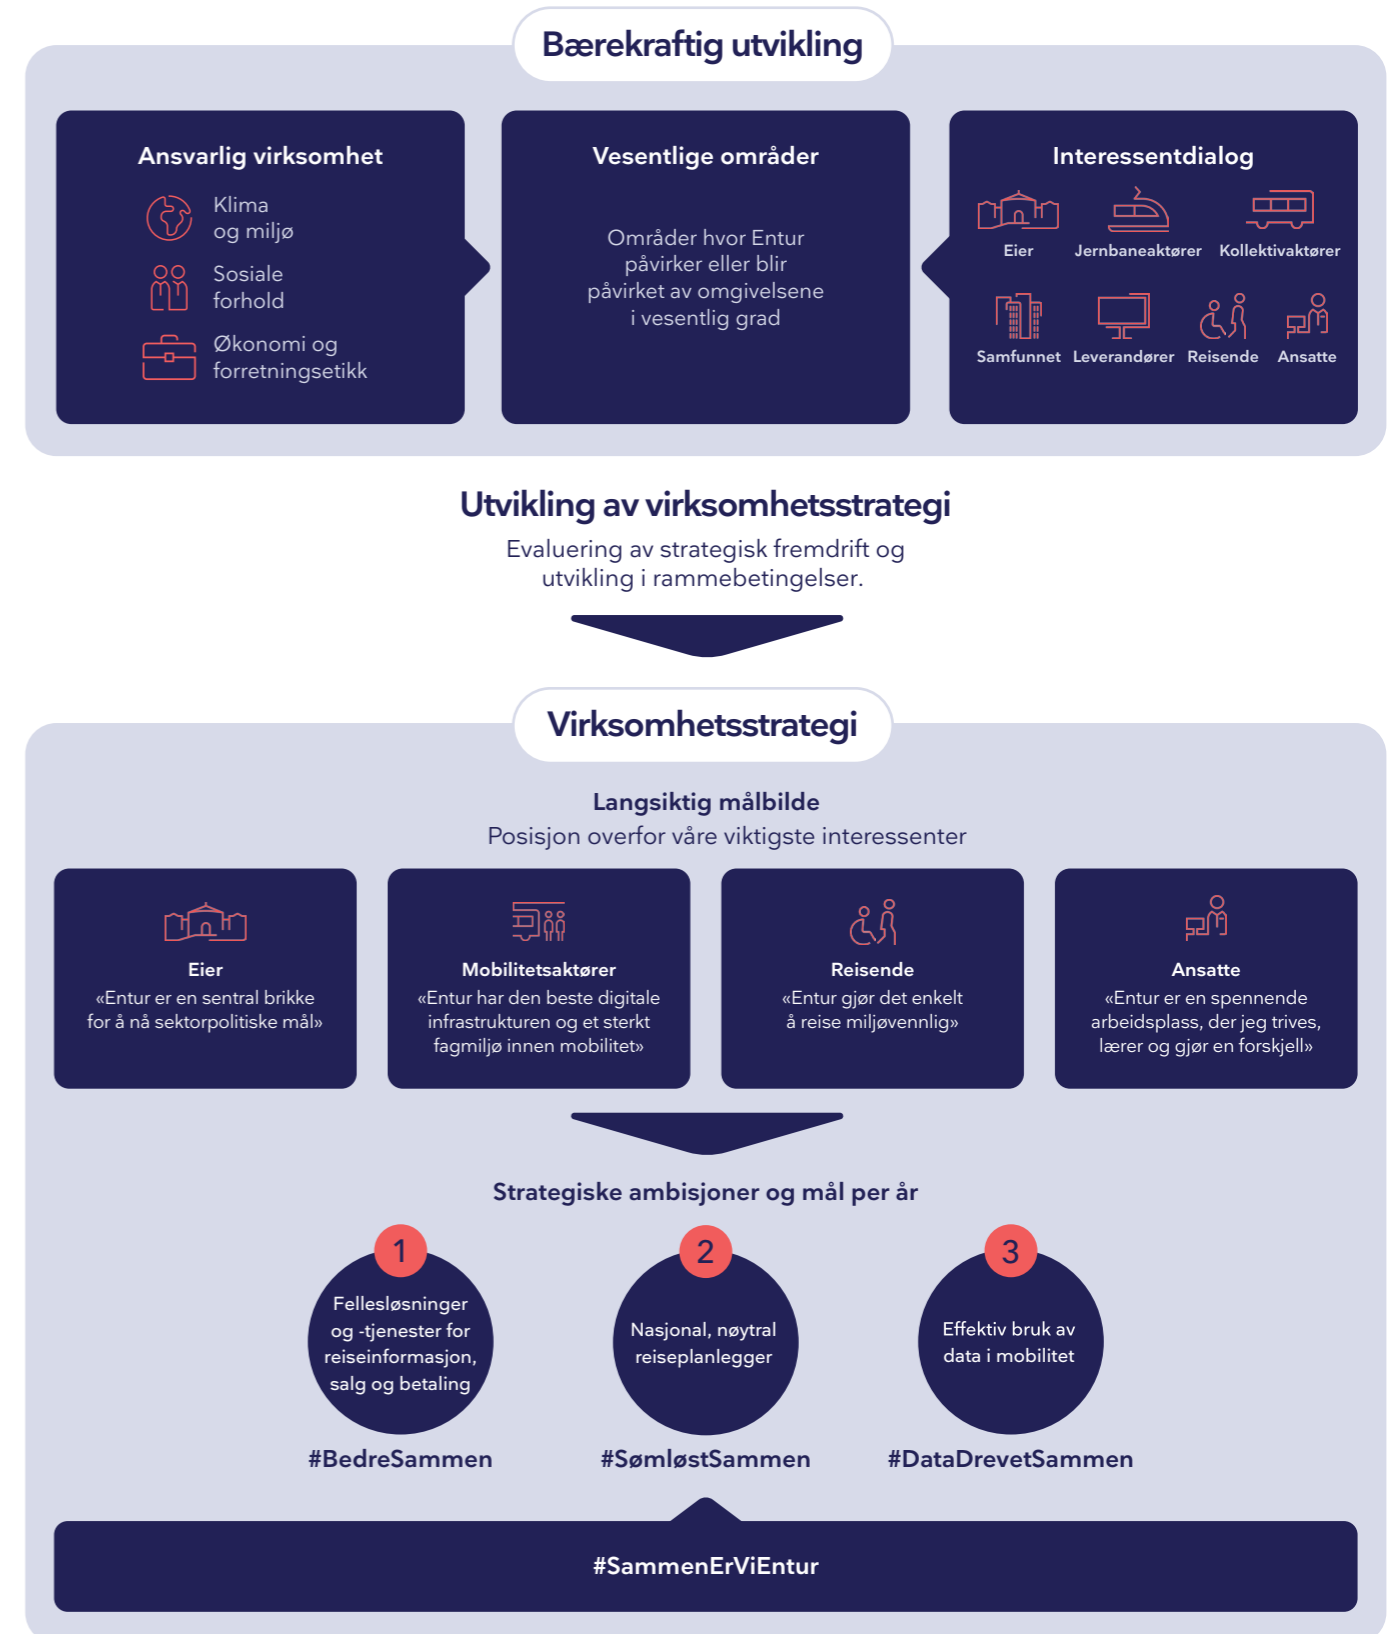 Bærekraftig utvikling
Ansvarlig virksomhet
Klima
og miljø
Sosiale
forhold
Økonomi og
forretningsetikk
Vesentlige områder
Områder hvor Entur
påvirker eller blir
påvirket av omgivelsene
i vesentlig grad
Interessentdialog
Eier
Jernbaneaktører
Kollektivaktører
Samfunnet
Leverandører
Reisende
Ansatte
Utvikling av virksomhetsstrategi
Evaluering av strategisk fremdrift og
utvikling i rammebetingelser.
Virksomhetsstrategi
Langsiktig målbilde
Posisjon overfor våre viktigste interessenter
Eier
«Entur er en sentral brikke
for å nå sektorpolitiske mål»
Mobilitetsaktører
«Entur har den beste digitale
infrastrukturen og et sterkt
fagmiljø innen mobilitet»
Reisende
«Entur gjør det enkelt
å reise miljøvennlig»
Ansatte
«Entur er en spennende
arbeidsplass, der jeg trives,
lærer og gjør en forskjell»
Strategiske ambisjoner og mål per år
1
Fellesløsninger
og -tjenester for
reiseinformasjon,
salg og betaling
#BedreSammen
2
Nasjonal, nøytral
reiseplanlegger
#SømløstSammen
3
Effektiv bruk av
data i mobilitet
#DataDrevetSammen
#SammenErViEntur